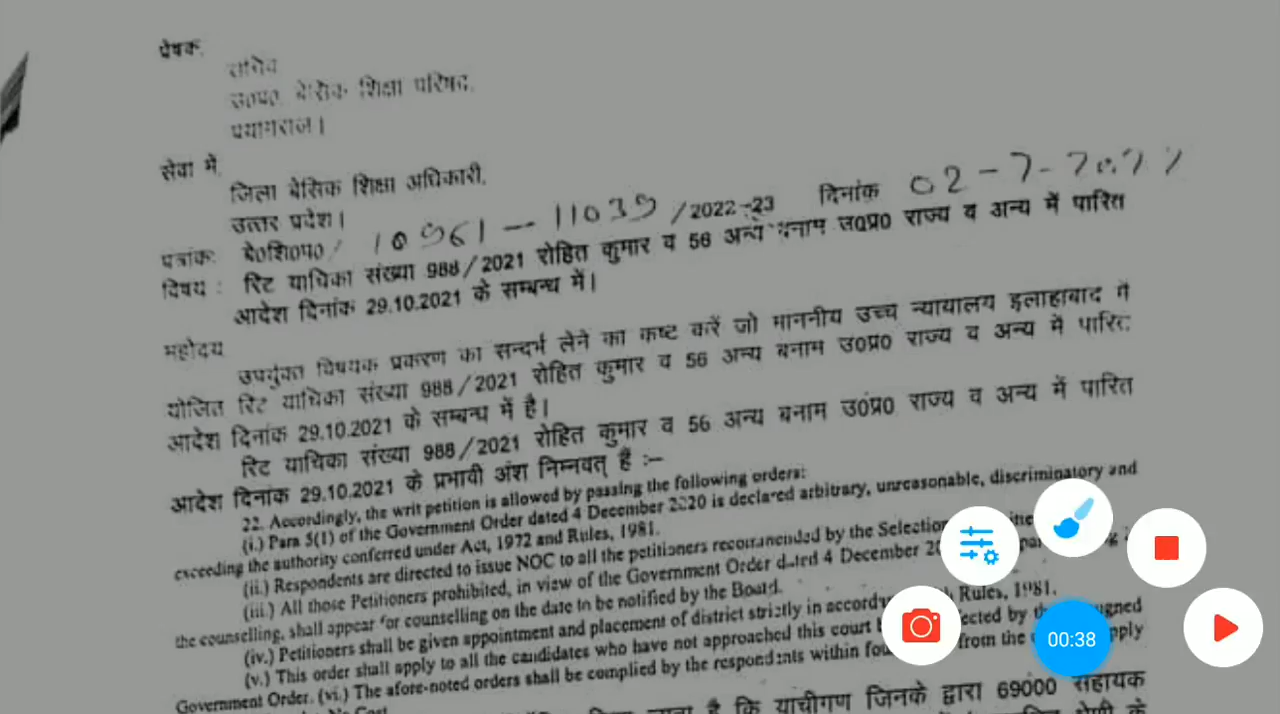 प्रेषक,
सचिव
उ०प०, बेसिक शिक्षा परिषद,
प्रयागराज।
सेवा में,
जिला बेसिक शिक्षा अधिकारी,
उत्तर प्रदेश।
पत्रांक: बे०शि०प०/ 10961-11039 /2022-23 दिनांक 02-7-2022
विषय : रिट याचिका संख्या 988/2021 रोहित कुमार व 56 अन्य बनाम उ0प्र0 राज्य व अन्य में पारित
आदेश दिनांक 29.10.2021 के सम्बन्ध में।
महोदय
उपर्युक्त विषयक प्रकरण का सन्दर्भ लेने का कष्ट करें जो माननीय उच्च न्यायालय इलाहाबाद में
योजित रिट याचिका संख्या 988/2021 रोहित कुमार व 56 अन्य बनाम उ0प्र0 राज्य व अन्य में पारित
आदेश दिनांक 29.10.2021 के सम्बन्ध में है।
रिट याचिका संख्या 988/2021 रोहित कुमार व 56 अन्य बनाम उ0प्र0 राज्य व अन्य में पारित
आदेश दिनांक 29.10.2021 के प्रभावी अंश निम्नवत् हैं :-
22. Accordingly, the writ petition is allowed by passing the following orders:
(i.) Para 5(1) of the Government Order dated 4 December 2020 is declared arbitrary, unreasonable, discriminatory and
exceeding the authority conferred under Act, 1972 and Rules, 1981.
(ii.) Respondents are directed to issue NOC to all the petitioners recommended by the
(iii.) All those Petitioners prohibited, in view of the Government Order dated 4 December
the counselling, shall appear for counselling on the date to be notified by the Board.
(iv.) Petitioners shall be given appointment and placement of district strictly in Rules, 1981.
(v.) This order shall apply to all the candidates who have not approached this court
Government Order. (vi.) The afore-noted orders shall be complied by the respondents within from the
है कि याचीगण जिनके द्वारा 69000 सहायक
00:38